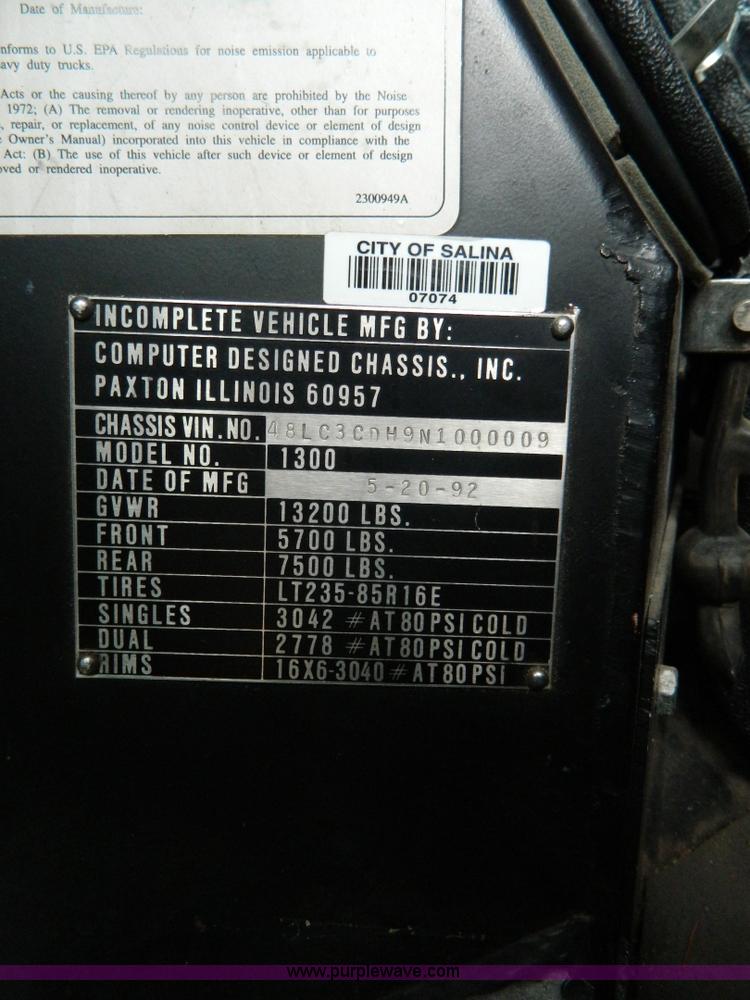 Date of Manufacture:
nforms to U.S. EPA Regulations for noise emission applicable to
avy duty trucks.
Acts or the causing thereof by any person are prohibited by the Noise
1972; (A) The removal or rendering inoperative, other than for purposes
, repair, or replacement, of any noise control device or element of design
Owner's Manual) incorporated into this vehicle in compliance with the
Act: (B) The use of this vehicle after such device or element of design
oved or rendered inoperative.
2300949A
CITY OF SALINA
07074
INCOMPLETE VEHICLE MFG BY:
COMPUTER DESIGNED CHASSIS., INC.
PAXTON ILLINOIS 60957
CHASSIS VIN.NO. 48LC3CDH9N1000009
MODEL NO. 1300
DATE OF MFG 5-20-92
GVWR 13200 LBS.
FRONT 5700 LBS.
REAR 7500 LBS.
TIRES LT235-85R16E
SINGLES 3042 # AT 80 PSI COLD
DUAL 2778 # AT 80 PSI COLD
RIMS 16X6-3040 # AT 80 PSI
www.purplewave.com